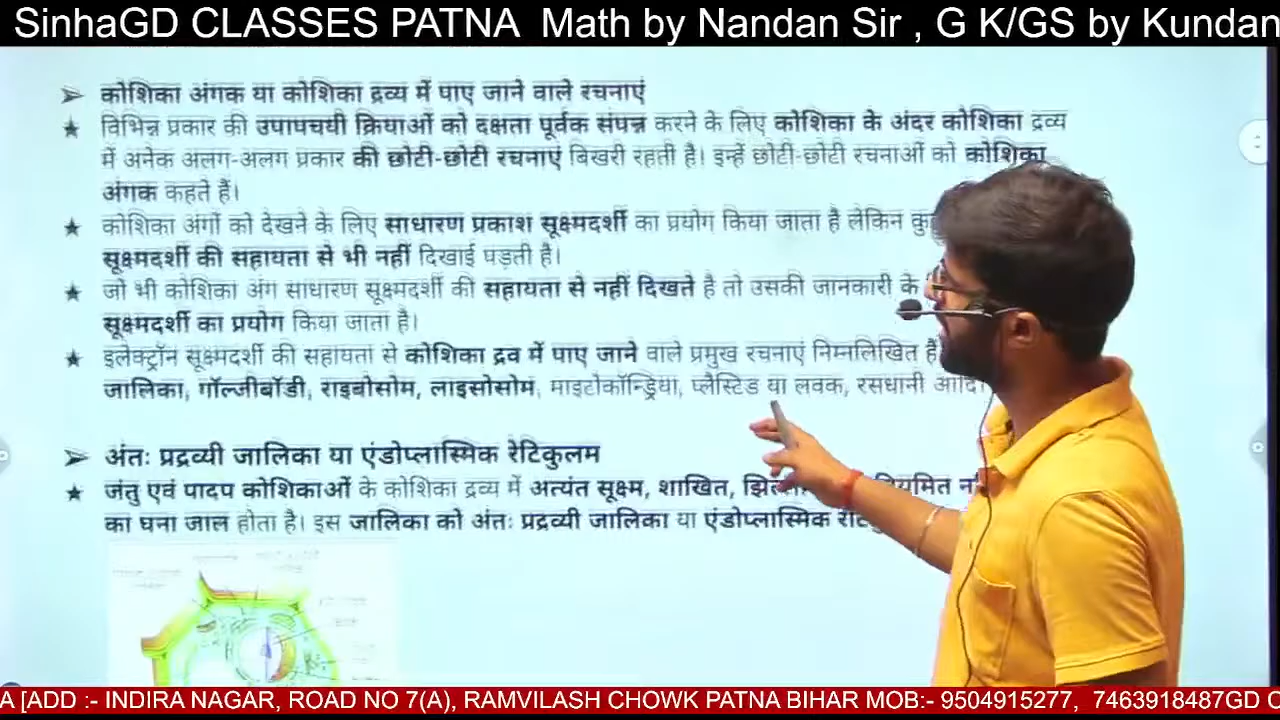 SinhaGD CLASSES PATNA Math by Nandan Sir , G K/GS by Kundan
➢ कोशिका अंगक या कोशिका द्रव्य में पाए जाने वाले रचनाएं
★ विभिन्न प्रकार की उपापचयी क्रियाओं को दक्षता पूर्वक संपन्न करने के लिए कोशिका के अंदर कोशिका द्रव्य
में अनेक अलग-अलग प्रकार की छोटी-छोटी रचनाएं बिखरी रहती है। इन्हें छोटी-छोटी रचनाओं को कोशिका
अंगक कहते हैं।
★ कोशिका अंगों को देखने के लिए साधारण प्रकाश सूक्ष्मदर्शी का प्रयोग किया जाता है लेकिन
सूक्ष्मदर्शी की सहायता से भी नहीं दिखाई पड़ती है।
★ जो भी कोशिका अंग साधारण सूक्ष्मदर्शी की सहायता से नहीं दिखते है तो उसकी जानकारी के
सूक्ष्मदर्शी का प्रयोग किया जाता है।
★ इलेक्ट्रॉन सूक्ष्मदर्शी की सहायता से कोशिका द्रव में पाए जाने वाले प्रमुख रचनाएं निम्नलिखित हैं
जालिका, गॉल्जीबॉडी, राइबोसोम, लाइसोसोम, माइटोकॉन्ड्रिया, प्लैस्टिड या लवक, रसधानी आदि
➢ अंतः प्रद्रव्यी जालिका या एंडोप्लास्मिक रेटिकुलम
★ जंतु एवं पादप कोशिकाओं के कोशिका द्रव्य में अत्यंत सूक्ष्म, शाखित,
का घना जाल होता है। इस जालिका को अंतः प्रद्रव्यी जालिका या एंडोप्लास्मिक
A [ADD :- INDIRA NAGAR, ROAD NO 7(A), RAMVILASH CHOWK PATNA BIHAR MOB:- 9504915277, 7463918487GD